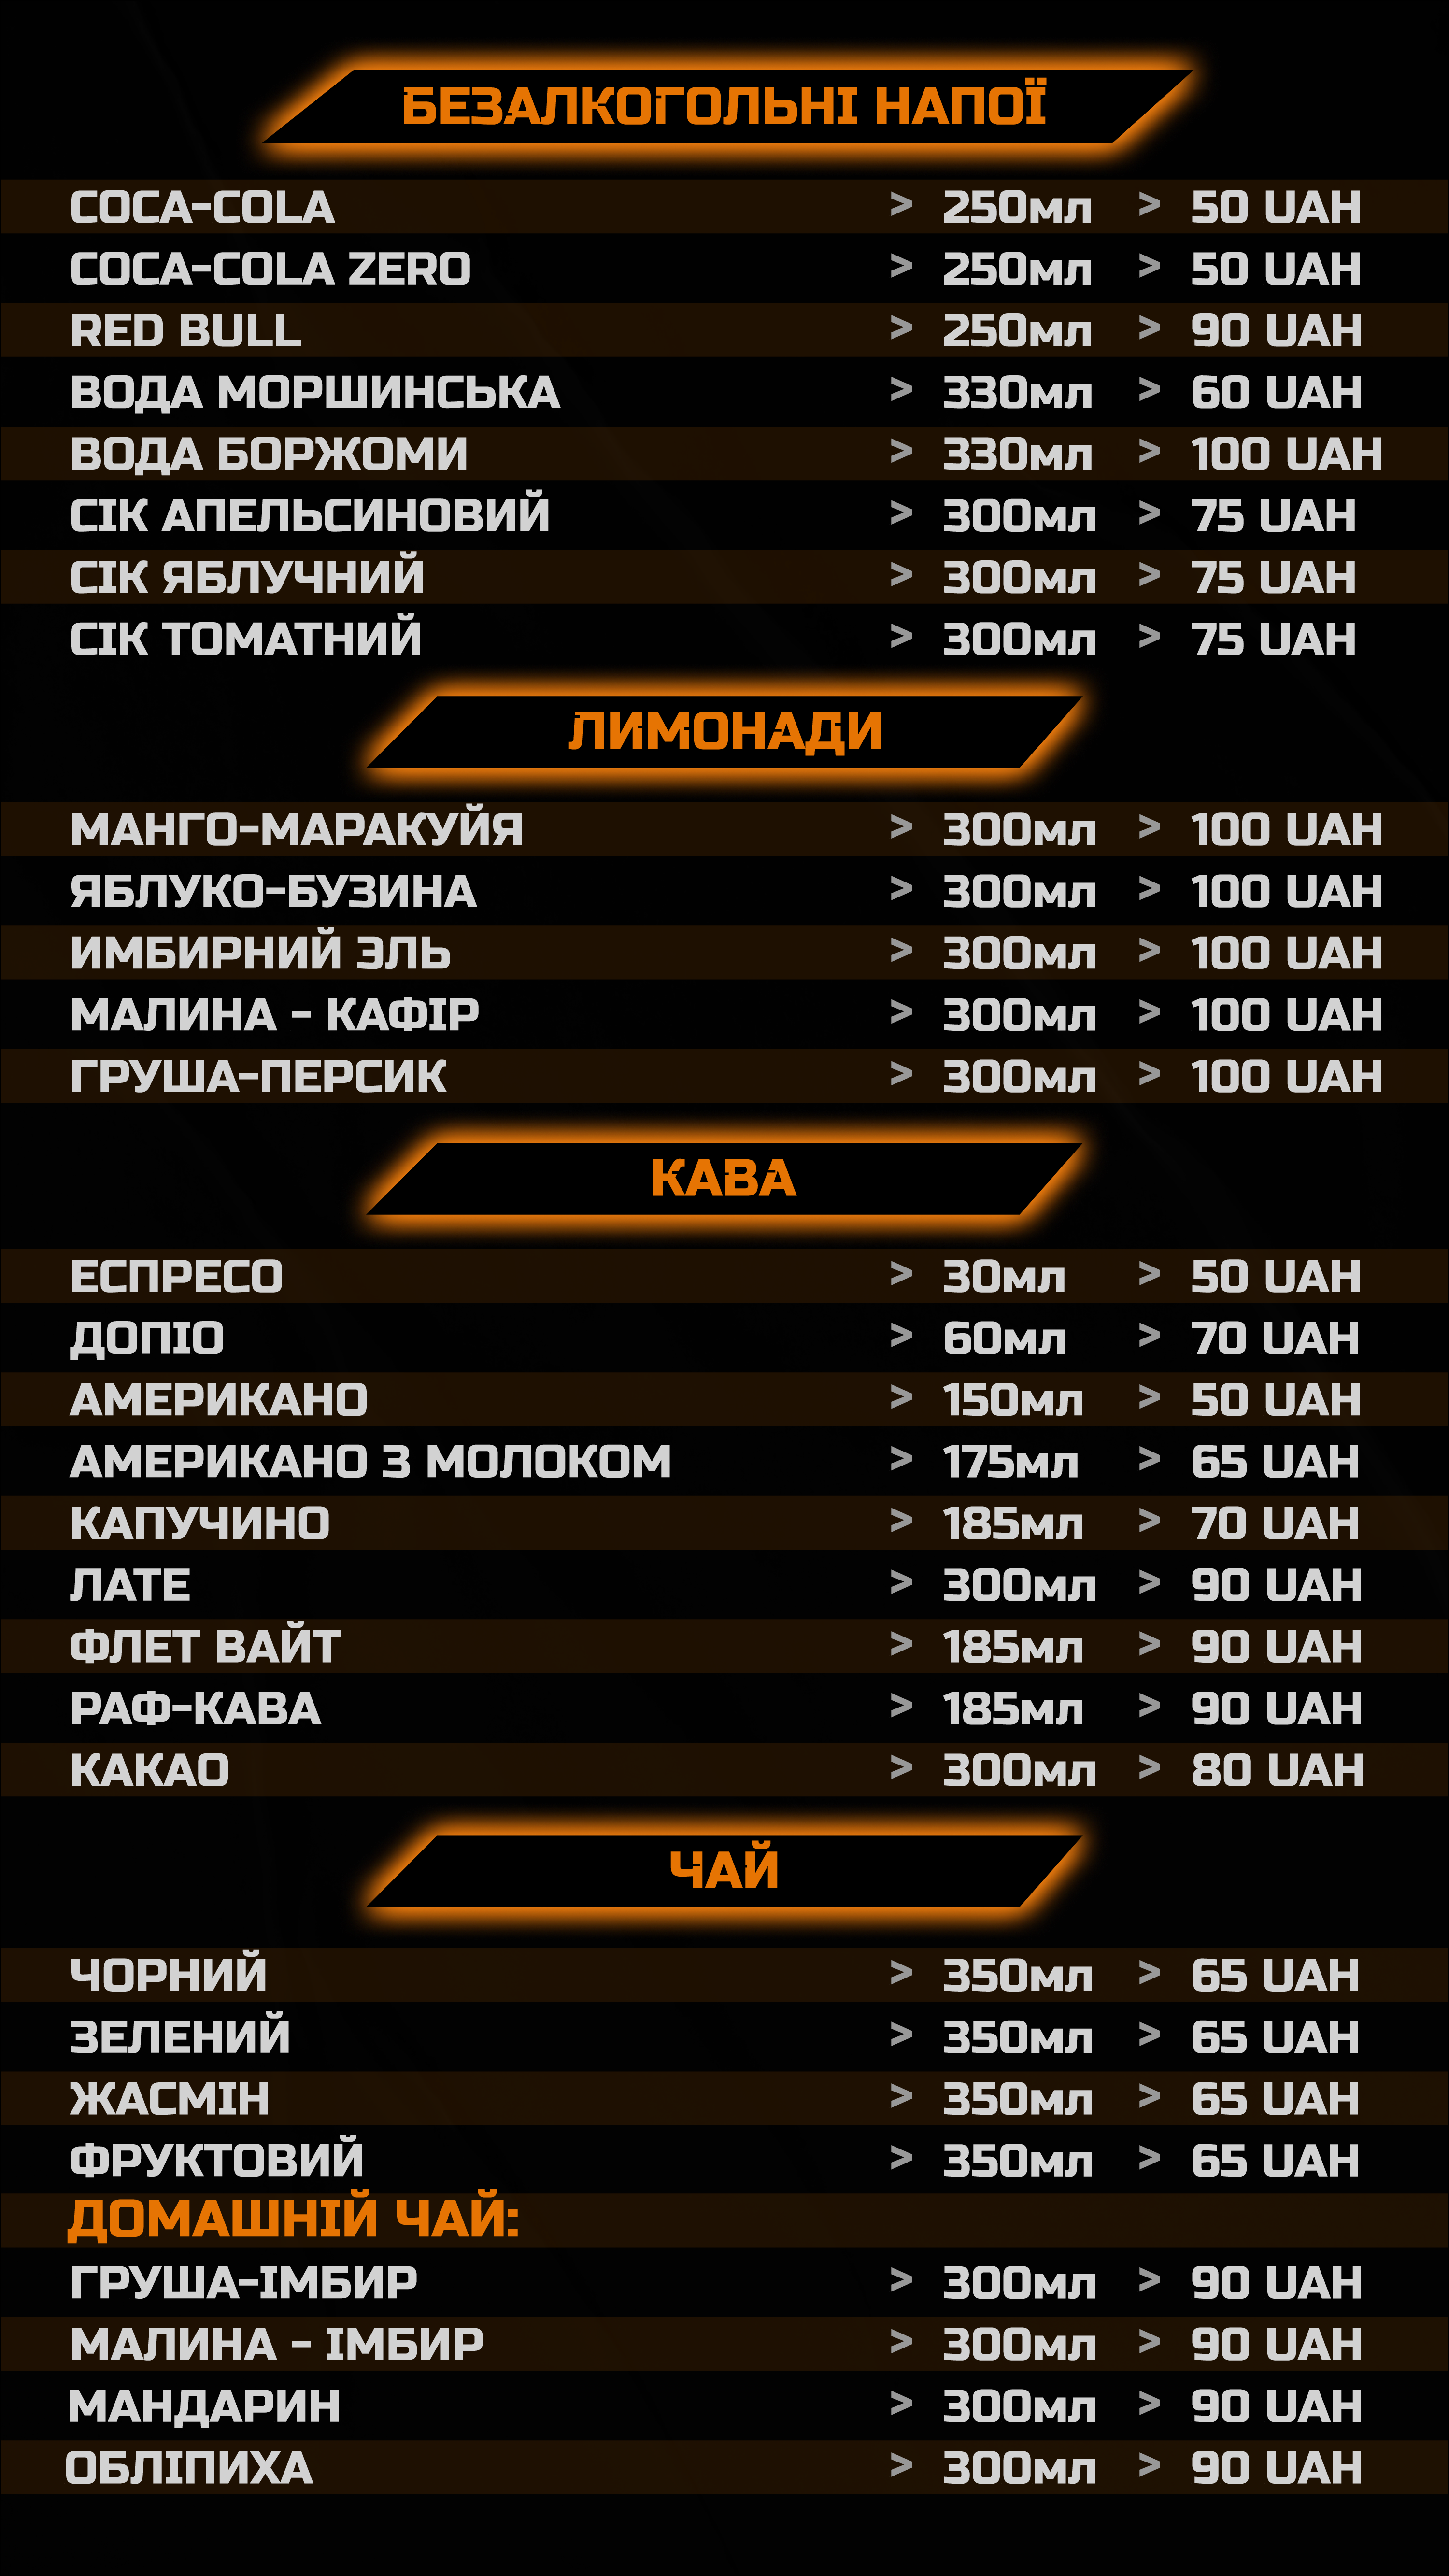 БЕЗАЛКОГОЛЬНІ НАПОЇ
COCA-COLA > 250мл > 50 UAH
COCA-COLA ZERO > 250мл > 50 UAH
RED BULL > 250мл > 90 UAH
ВОДА МОРШИНСЬКА > 330мл > 60 UAH
ВОДА БОРЖОМИ > 330мл > 100 UAH
СІК АПЕЛЬСИНОВИЙ > 300мл > 75 UAH
СІК ЯБЛУЧНИЙ > 300мл > 75 UAH
СІК ТОМАТНИЙ > 300мл > 75 UAH
ЛИМОНАДИ
МАНГО-МАРАКУЙЯ > 300мл > 100 UAH
ЯБЛУКО-БУЗИНА > 300мл > 100 UAH
ИМБИРНИЙ ЭЛЬ > 300мл > 100 UAH
МАЛИНА - КАФІР > 300мл > 100 UAH
ГРУША-ПЕРСИК > 300мл > 100 UAH
КАВА
ЕСПРЕСО > 30мл > 50 UAH
ДОПІО > 60мл > 70 UAH
АМЕРИКАНО > 150мл > 50 UAH
АМЕРИКАНО З МОЛОКОМ > 175мл > 65 UAH
КАПУЧИНО > 185мл > 70 UAH
ЛАТЕ > 300мл > 90 UAH
ФЛЕТ ВАЙТ > 185мл > 90 UAH
РАФ-КАВА > 185мл > 90 UAH
КАКАО > 300мл > 80 UAH
ЧАЙ
ЧОРНИЙ > 350мл > 65 UAH
ЗЕЛЕНИЙ > 350мл > 65 UAH
ЖАСМІН > 350мл > 65 UAH
ФРУКТОВИЙ > 350мл > 65 UAH
ДОМАШНІЙ ЧАЙ:
ГРУША-ІМБИР > 300мл > 90 UAH
МАЛИНА - ІМБИР > 300мл > 90 UAH
МАНДАРИН > 300мл > 90 UAH
ОБЛІПИХА > 300мл > 90 UAH